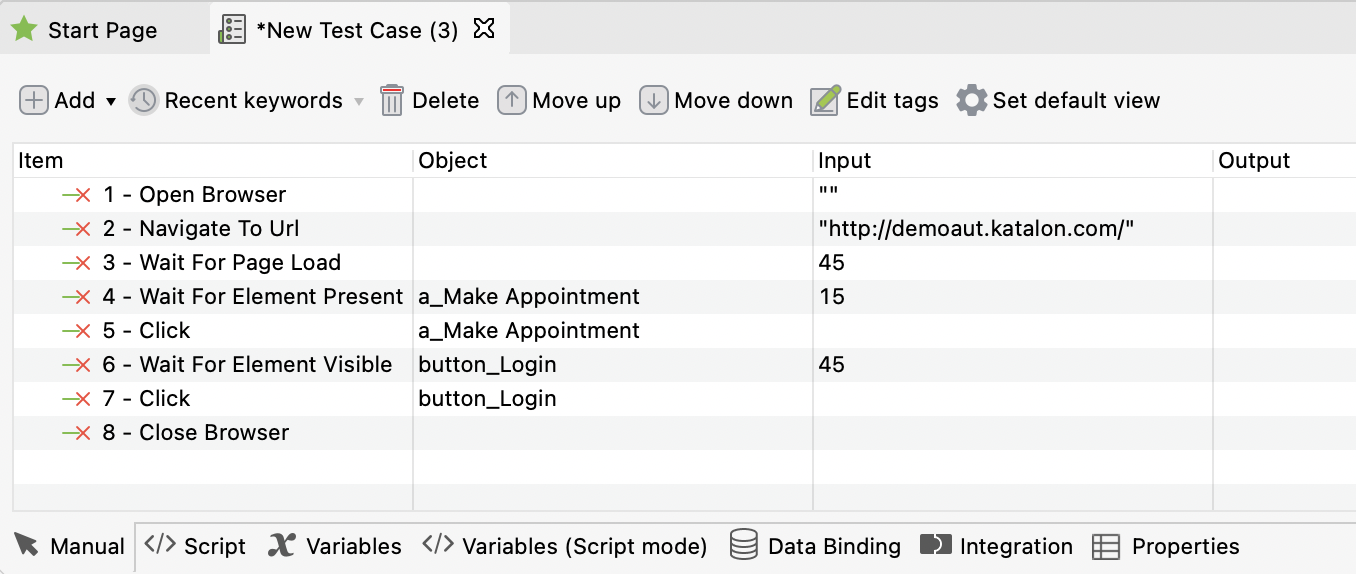 Start Page *New Test Case (3)
Add Recent keywords Delete Move up Move down Edit tags Set default view
Item Object Input Output
1 - Open Browser ""
2 - Navigate To Url "http://demoaut.katalon.com/"
3 - Wait For Page Load 45
4 - Wait For Element Present a_Make Appointment 15
5 - Click a_Make Appointment
6 - Wait For Element Visible button_Login 45
7 - Click button_Login
8 - Close Browser
Manual </> Script x Variables </> Variables (Script mode) Data Binding Integration Properties